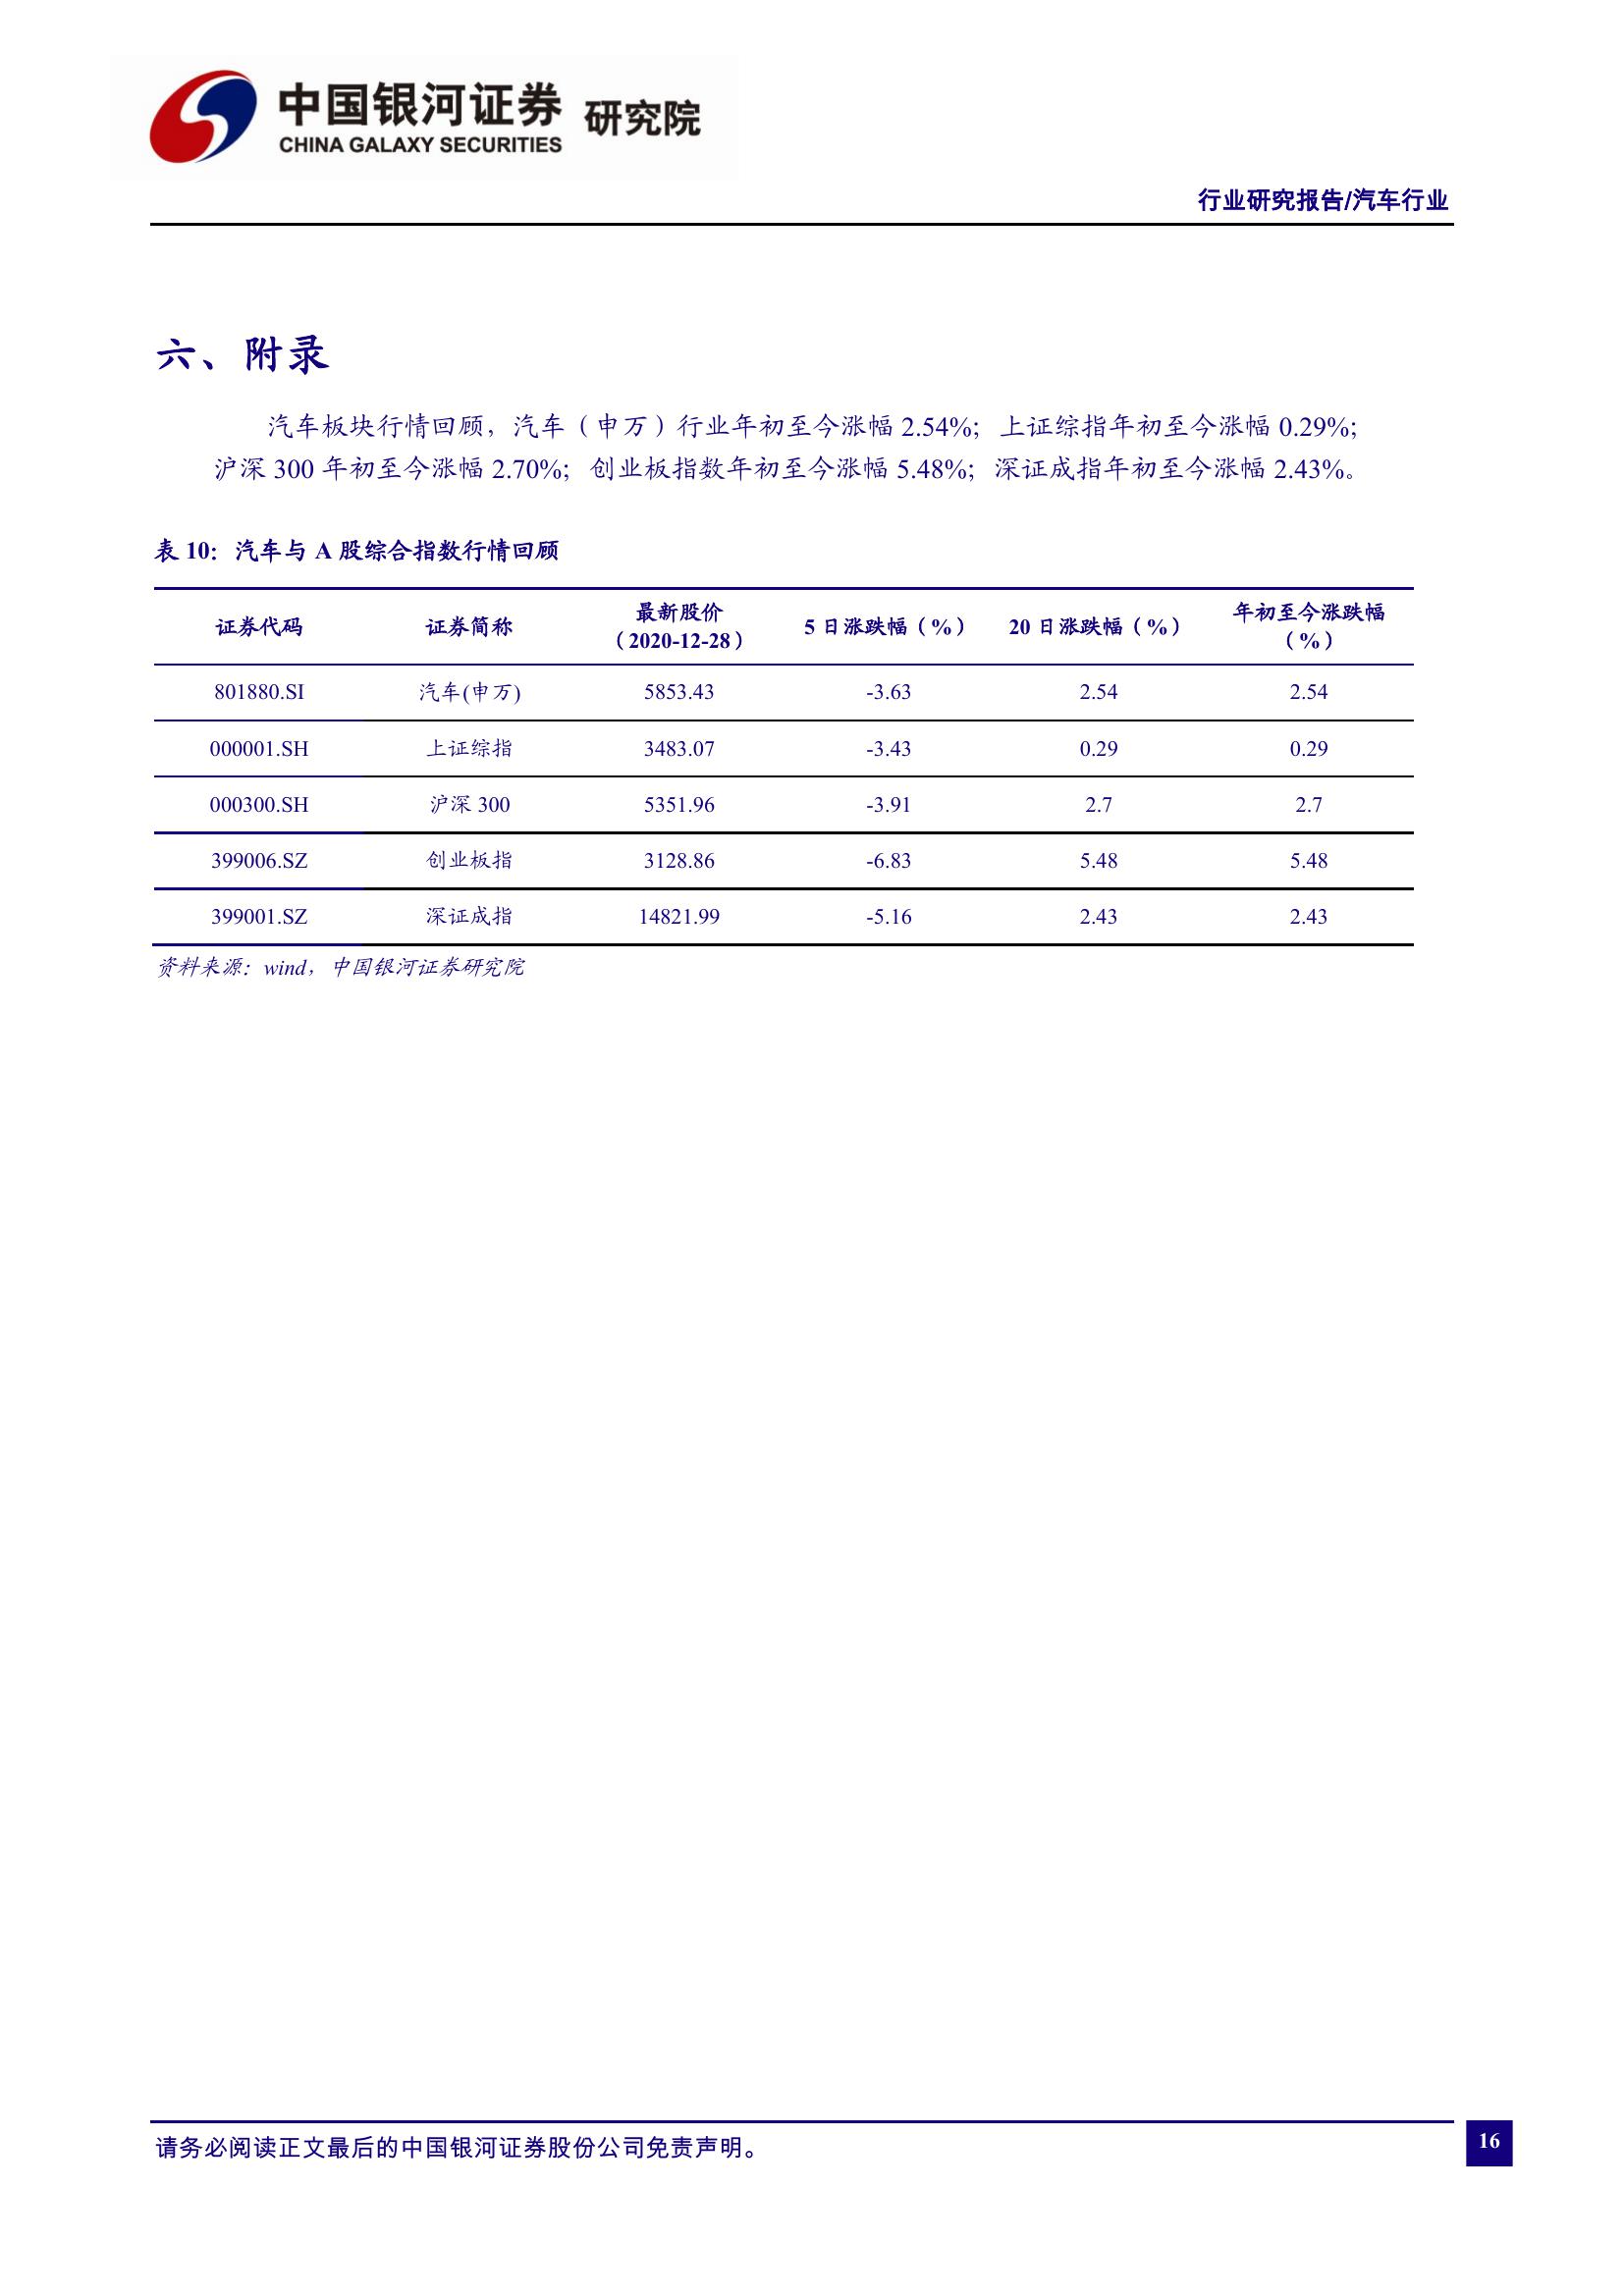 中国银河证券 研究院
CHINA GALAXY SECURITIES
行业研究报告/汽车行业
六、附录
汽车板块行情回顾，汽车（申万）行业年初至今涨幅 2.54%；上证综指年初至今涨幅 0.29%；
沪深 300 年初至今涨幅 2.70%；创业板指数年初至今涨幅 5.48%；深证成指年初至今涨幅 2.43%。
表 10：汽车与 A 股综合指数行情回顾
证券代码 证券简称 最新股价（2020-12-28） 5 日涨跌幅（%） 20 日涨跌幅（%） 年初至今涨跌幅（%）
801880.SI 汽车(申万) 5853.43 -3.63 2.54 2.54
000001.SH 上证综指 3483.07 -3.43 0.29 0.29
000300.SH 沪深 300 5351.96 -3.91 2.7 2.7
399006.SZ 创业板指 3128.86 -6.83 5.48 5.48
399001.SZ 深证成指 14821.99 -5.16 2.43 2.43
资料来源：wind，中国银河证券研究院
请务必阅读正文最后的中国银河证券股份公司免责声明。
16